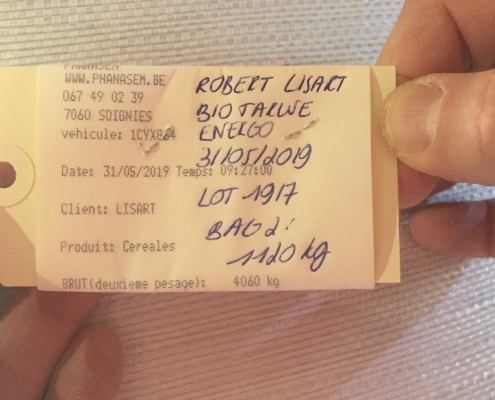 PHANASEM
WWW.PHANASEM.BE
067 49 02 39
7060 SOIGNIES
vehicule: 1CYX864
Date: 31/05/2019 Temps: 09:27:00
Client: LISART
Produit: Cereales
BRUT(deuxieme pesage): 4060 kg
ROBERT LISART
BIO TARWE
ENERGO
31/05/2019
LOT 1917
BAG 2:
1120 kg